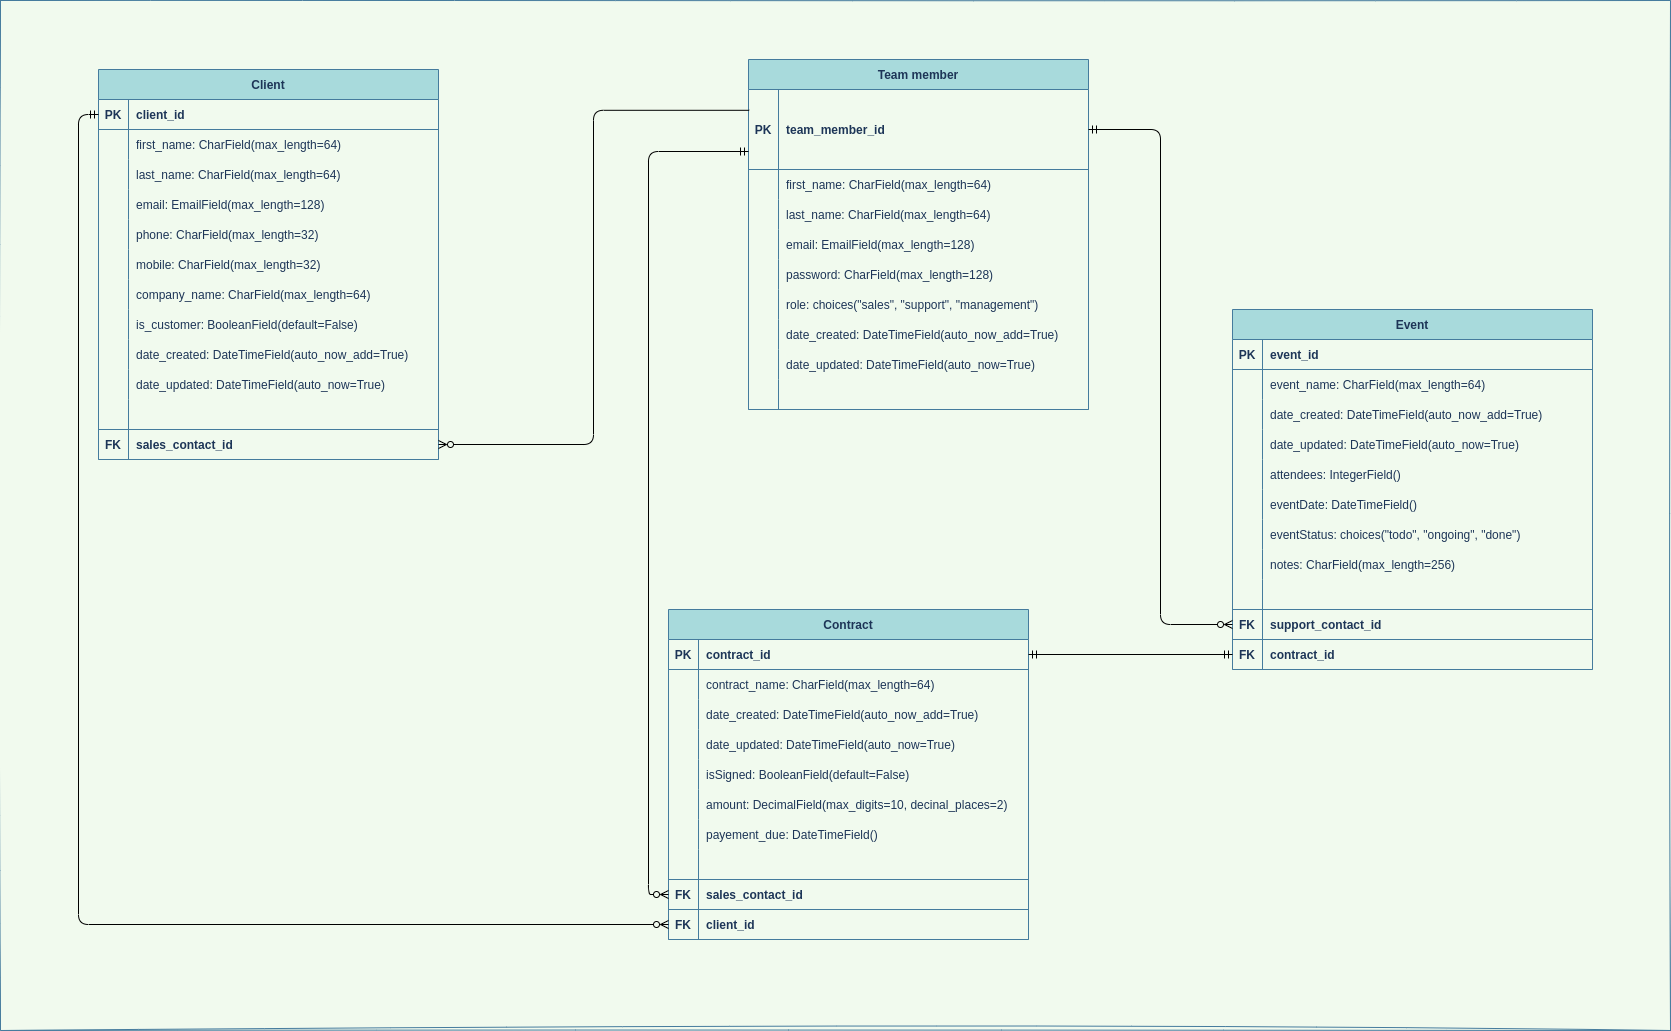 Client
PK client_id
first_name: CharField(max_length=64)
last_name: CharField(max_length=64)
email: EmailField(max_length=128)
phone: CharField(max_length=32)
mobile: CharField(max_length=32)
company_name: CharField(max_length=64)
is_customer: BooleanField(default=False)
date_created: DateTimeField(auto_now_add=True)
date_updated: DateTimeField(auto_now=True)
FK sales_contact_id
Team member
PK team_member_id
first_name: CharField(max_length=64)
last_name: CharField(max_length=64)
email: EmailField(max_length=128)
password: CharField(max_length=128)
role: choices("sales", "support", "management")
date_created: DateTimeField(auto_now_add=True)
date_updated: DateTimeField(auto_now=True)
Event
PK event_id
event_name: CharField(max_length=64)
date_created: DateTimeField(auto_now_add=True)
date_updated: DateTimeField(auto_now=True)
attendees: IntegerField()
eventDate: DateTimeField()
eventStatus: choices("todo", "ongoing", "done")
notes: CharField(max_length=256)
FK support_contact_id
FK contract_id
Contract
PK contract_id
contract_name: CharField(max_length=64)
date_created: DateTimeField(auto_now_add=True)
date_updated: DateTimeField(auto_now=True)
isSigned: BooleanField(default=False)
amount: DecimalField(max_digits=10, decinal_places=2)
payement_due: DateTimeField()
FK sales_contact_id
FK client_id